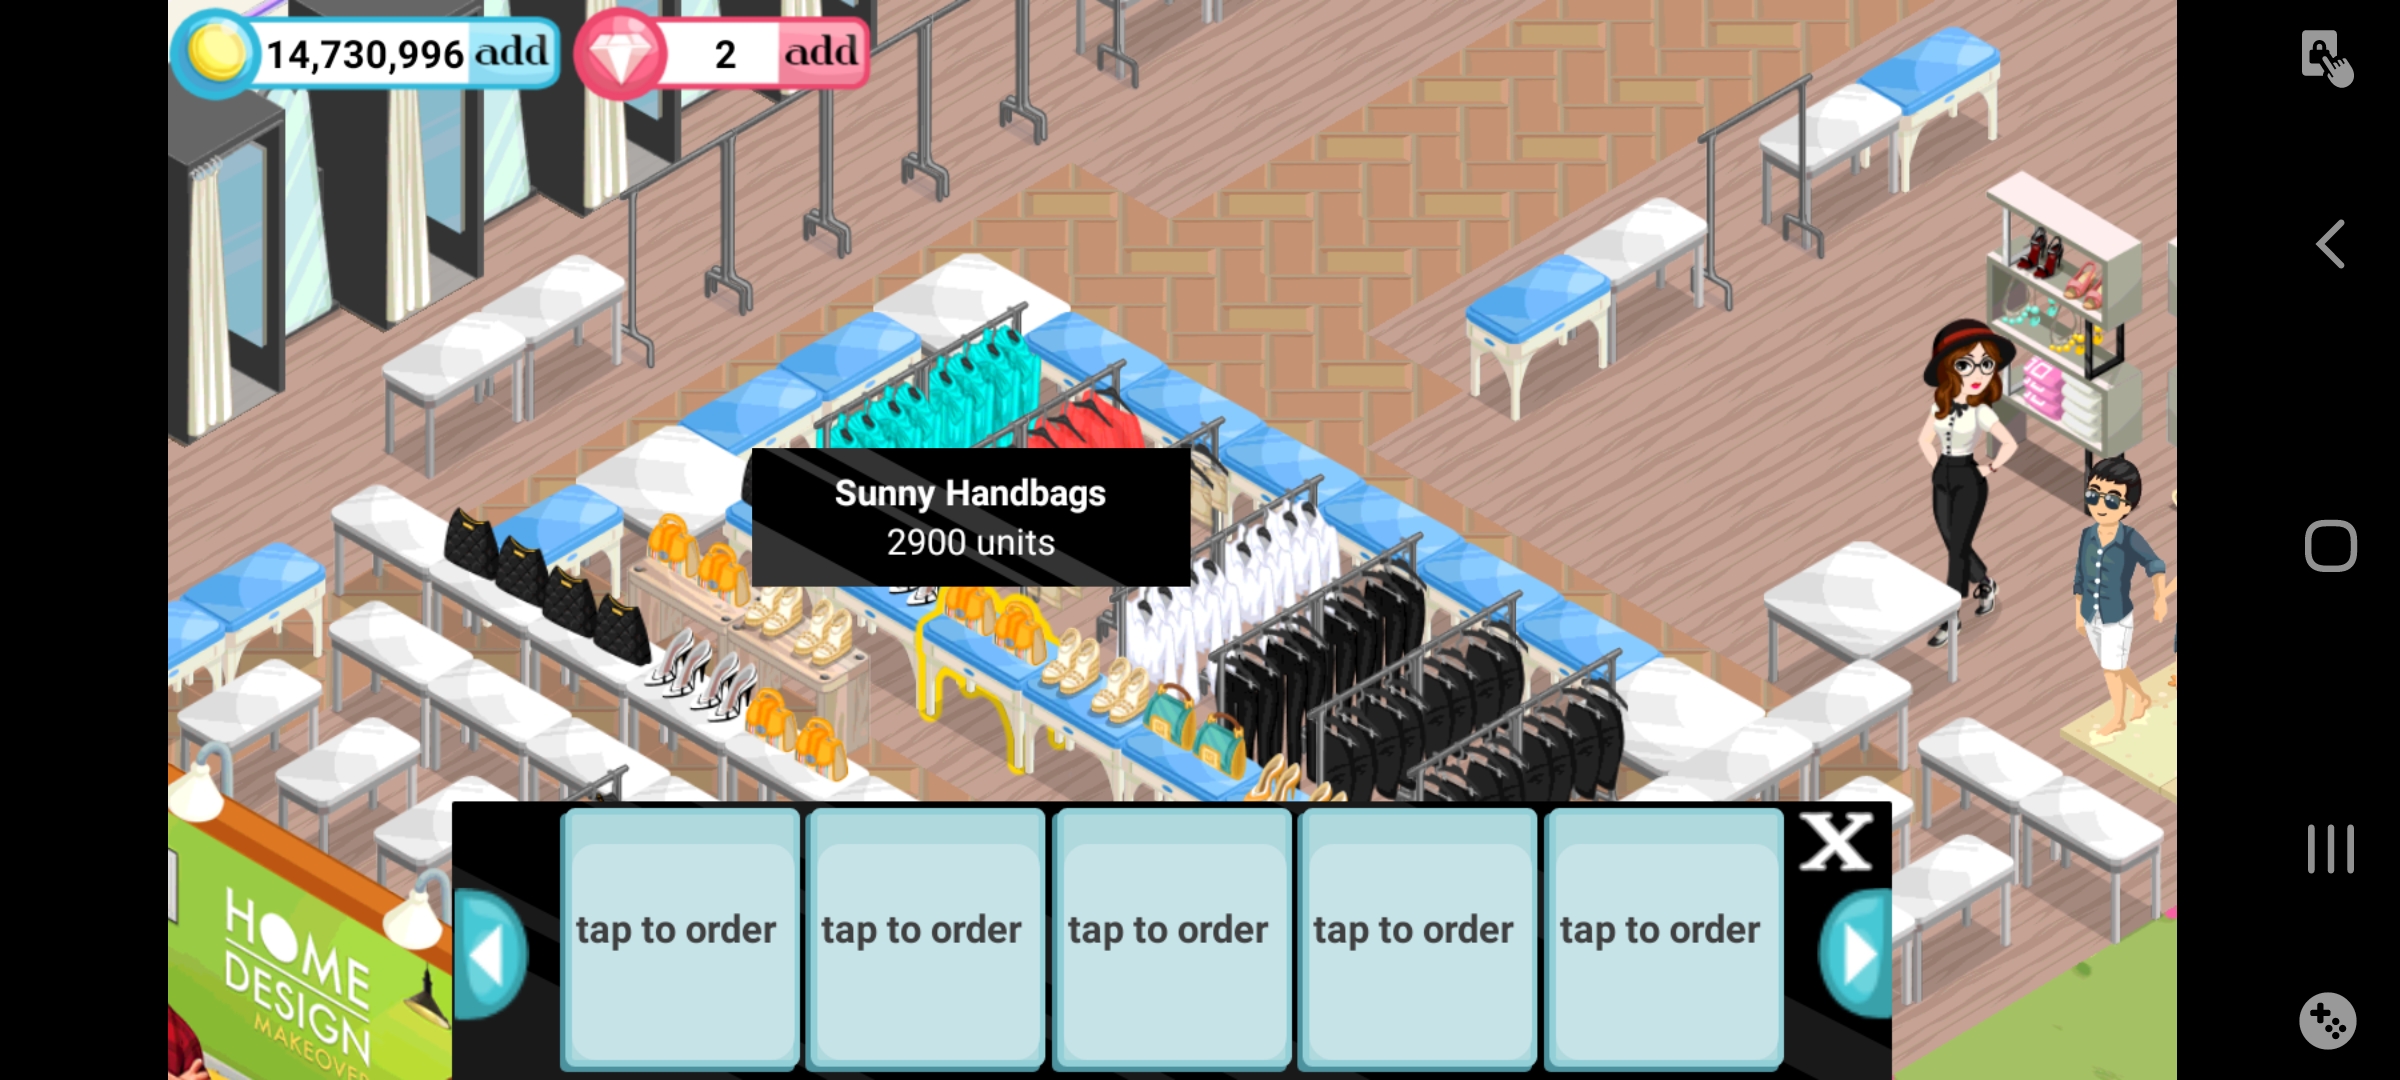 14,730,996 add
2 add
Sunny Handbags
2900 units
tap to order
tap to order
tap to order
tap to order
tap to order
X
HOME
DESIGN
MAKEOVER